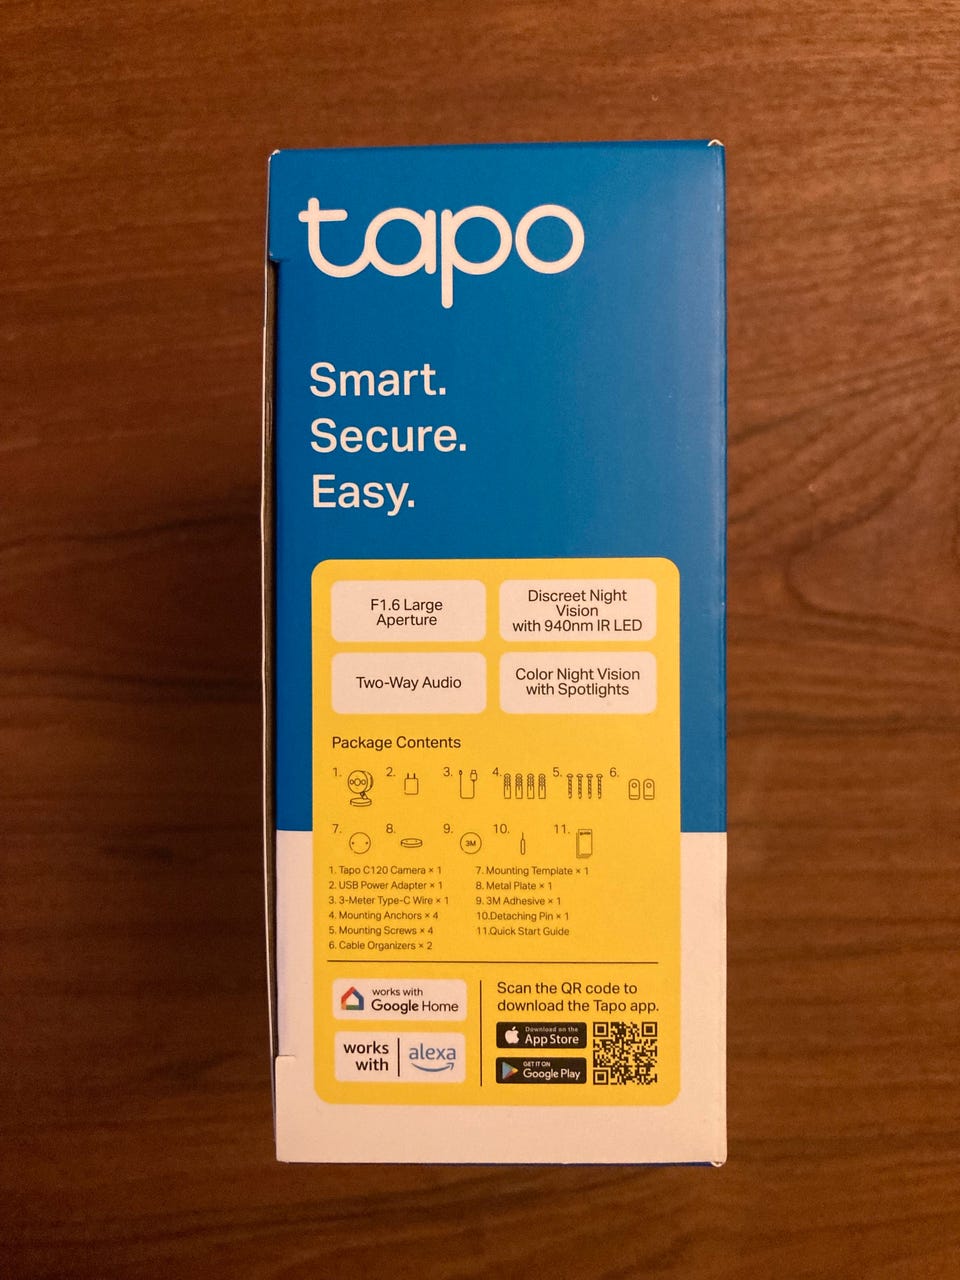 tapo
Smart.
Secure.
Easy.
F1.6 Large
Aperture
Discreet Night
Vision
with 940nm IR LED
Two-Way Audio
Color Night Vision
with Spotlights
Package Contents
1.
2.
3.
4.
5.
6.
7.
8.
9.
3M
10.
11.
1. Tapo C120 Camera × 1
2. USB Power Adapter × 1
3. 3-Meter Type-C Wire × 1
4. Mounting Anchors × 4
5. Mounting Screws × 4
6. Cable Organizers × 2
7. Mounting Template × 1
8. Metal Plate × 1
9. 3M Adhesive × 1
10.Detaching Pin × 1
11.Quick Start Guide
works with
Google Home
works
with
alexa
Scan the QR code to
download the Tapo app.
Download on the
App Store
GET IT ON
Google Play